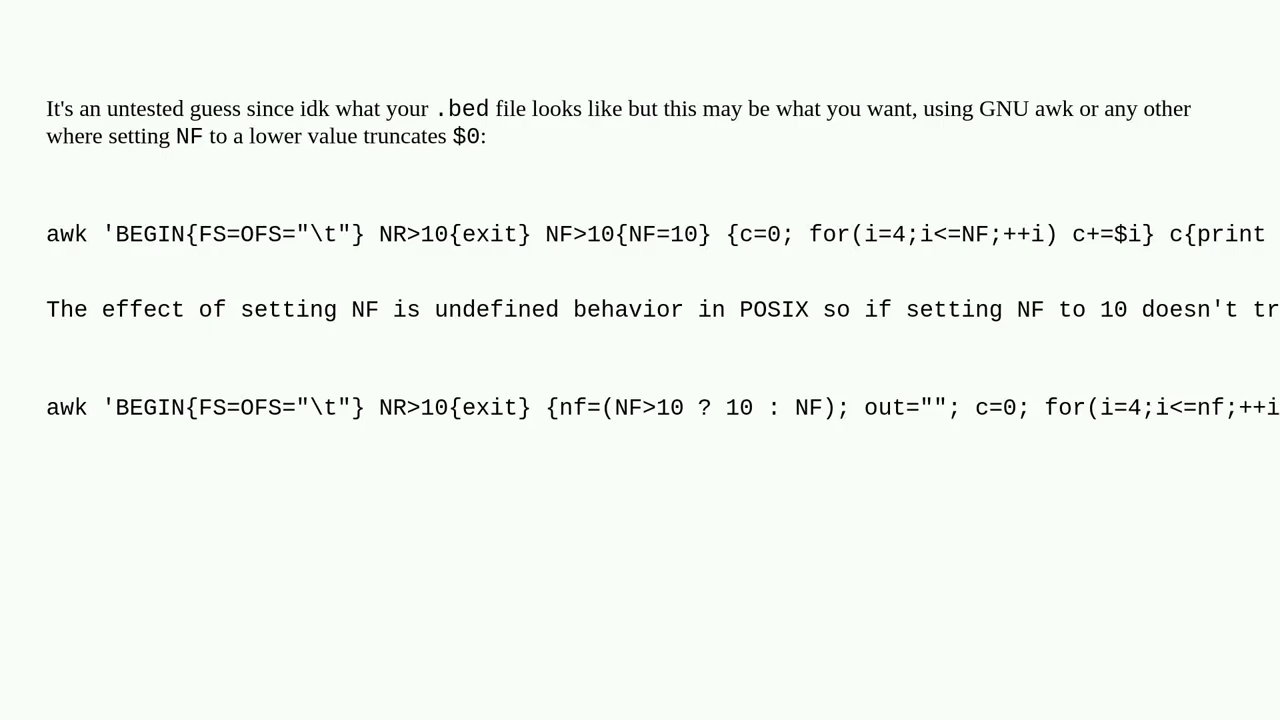 It's an untested guess since idk what your .bed file looks like but this may be what you want, using GNU awk or any other
where setting NF to a lower value truncates $0:
awk 'BEGIN{FS=OFS="\t"} NR>10{exit} NF>10{NF=10} {c=0; for(i=4;i<=NF;++i) c+=$i} c{print
The effect of setting NF is undefined behavior in POSIX so if setting NF to 10 doesn't tr
awk 'BEGIN{FS=OFS="\t"} NR>10{exit} {nf=(NF>10 ? 10 : NF); out=""; c=0; for(i=4;i<=nf;++i